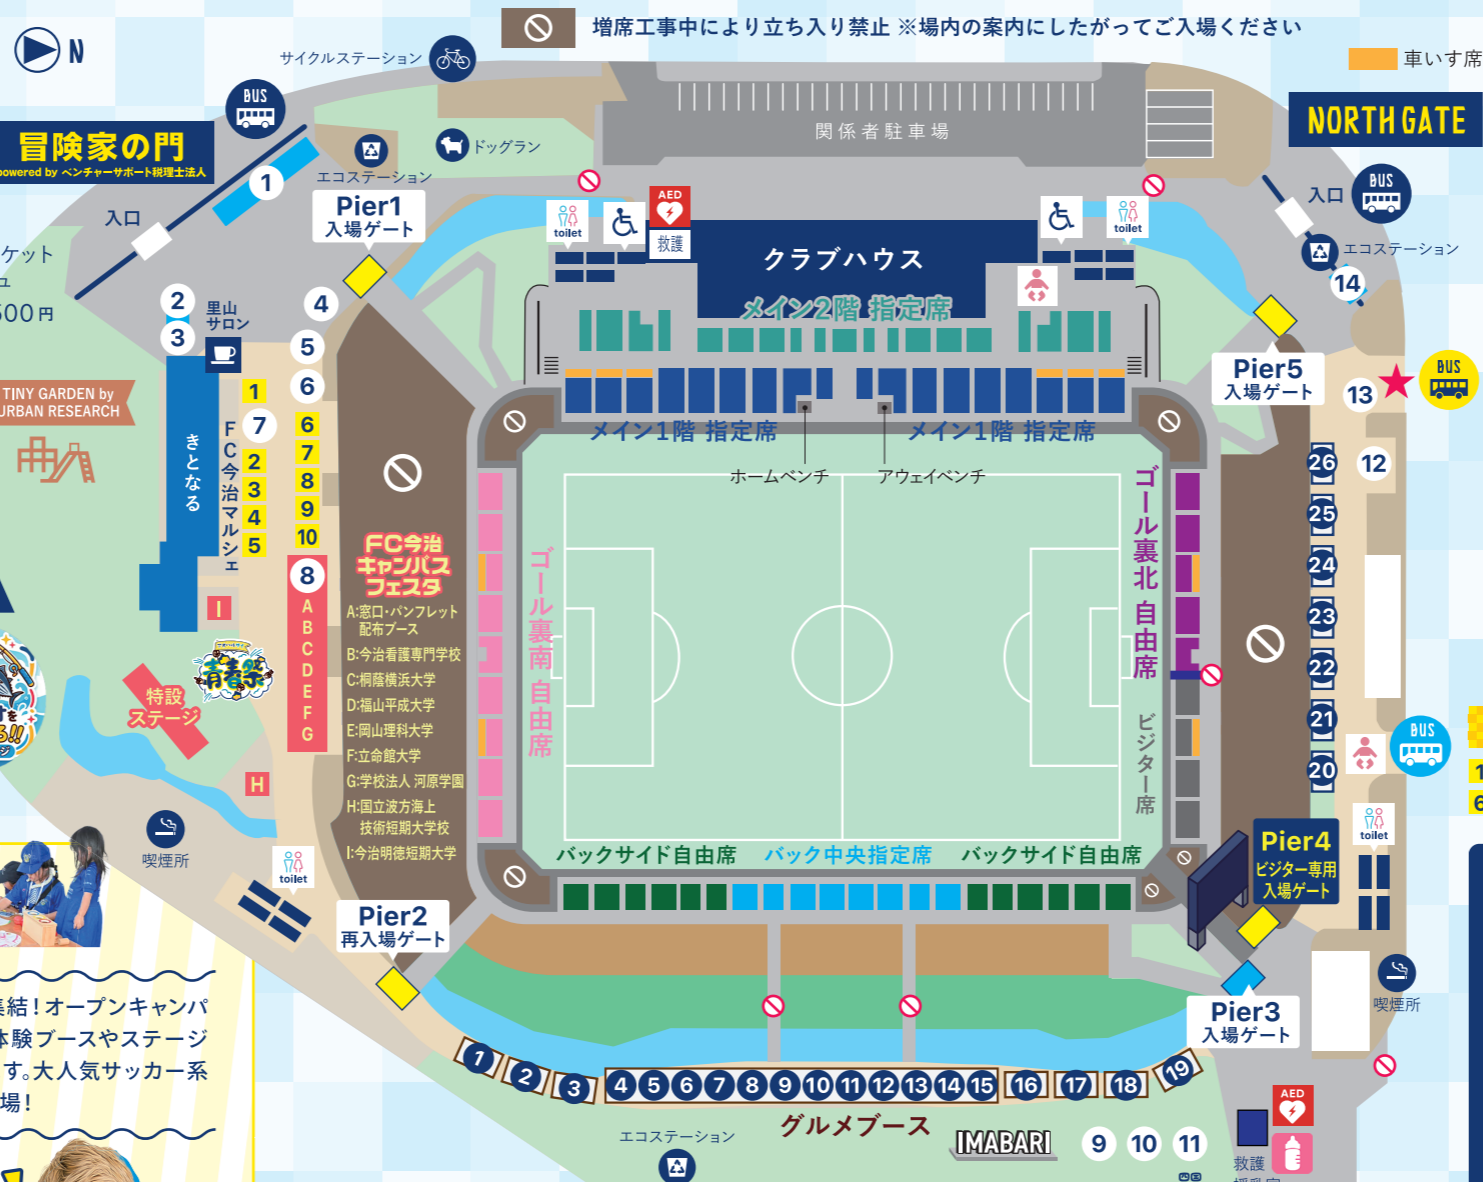 増席工事中により立ち入り禁止 ※場内の案内にしたがってご入場ください
車いす席
N
サイクルステーション
BUS
冒険家の門
powered by ベンチャーサポート税理士法人
NORTH GATE
関係者駐車場
ドッグラン
エコステーション
1
入口
Pier1
入場ゲート
toilet
AED
救護
toilet
入口
BUS
エコステーション
14
ケット
ュ
500円
クラブハウス
メイン2階 指定席
2
3
里山
サロン
4
5
6
Pier5
入場ゲート
13
BUS
12
TINY GARDEN by
URBAN RESEARCH
きとなる
FC今治マルシェ
1
7
2
3
4
5
6
7
8
9
10
8
A
B
C
D
E
F
G
I
H
メイン1階 指定席
メイン1階 指定席
ホームベンチ
アウェイベンチ
FC今治
キャンパス
フェスタ
A:窓口・パンフレット
配布ブース
B:今治看護専門学校
C:桐蔭横浜大学
D:福山平成大学
E:岡山理科大学
F:立命館大学
G:学校法人 河原学園
H:国立波方海上
技術短期大学校
I:今治明徳短期大学
ゴール裏南 自由席
ゴール裏北 自由席
ビジター席
26
25
24
23
22
21
20
BUS
toilet
青春祭
特設
ステージ
喫煙所
toilet
Pier2
再入場ゲート
バックサイド自由席
バック中央指定席
バックサイド自由席
Pier4
ビジター専用
入場ゲート
Pier3
入場ゲート
喫煙所
集結!オープンキャンパ
体験ブースやステージ
す。大人気サッカー系
場!
1
2
3
4
5
6
7
8
9
10
11
12
13
14
15
16
17
18
19
グルメブース
エコステーション
IMABARI
9
10
11
AED
救護